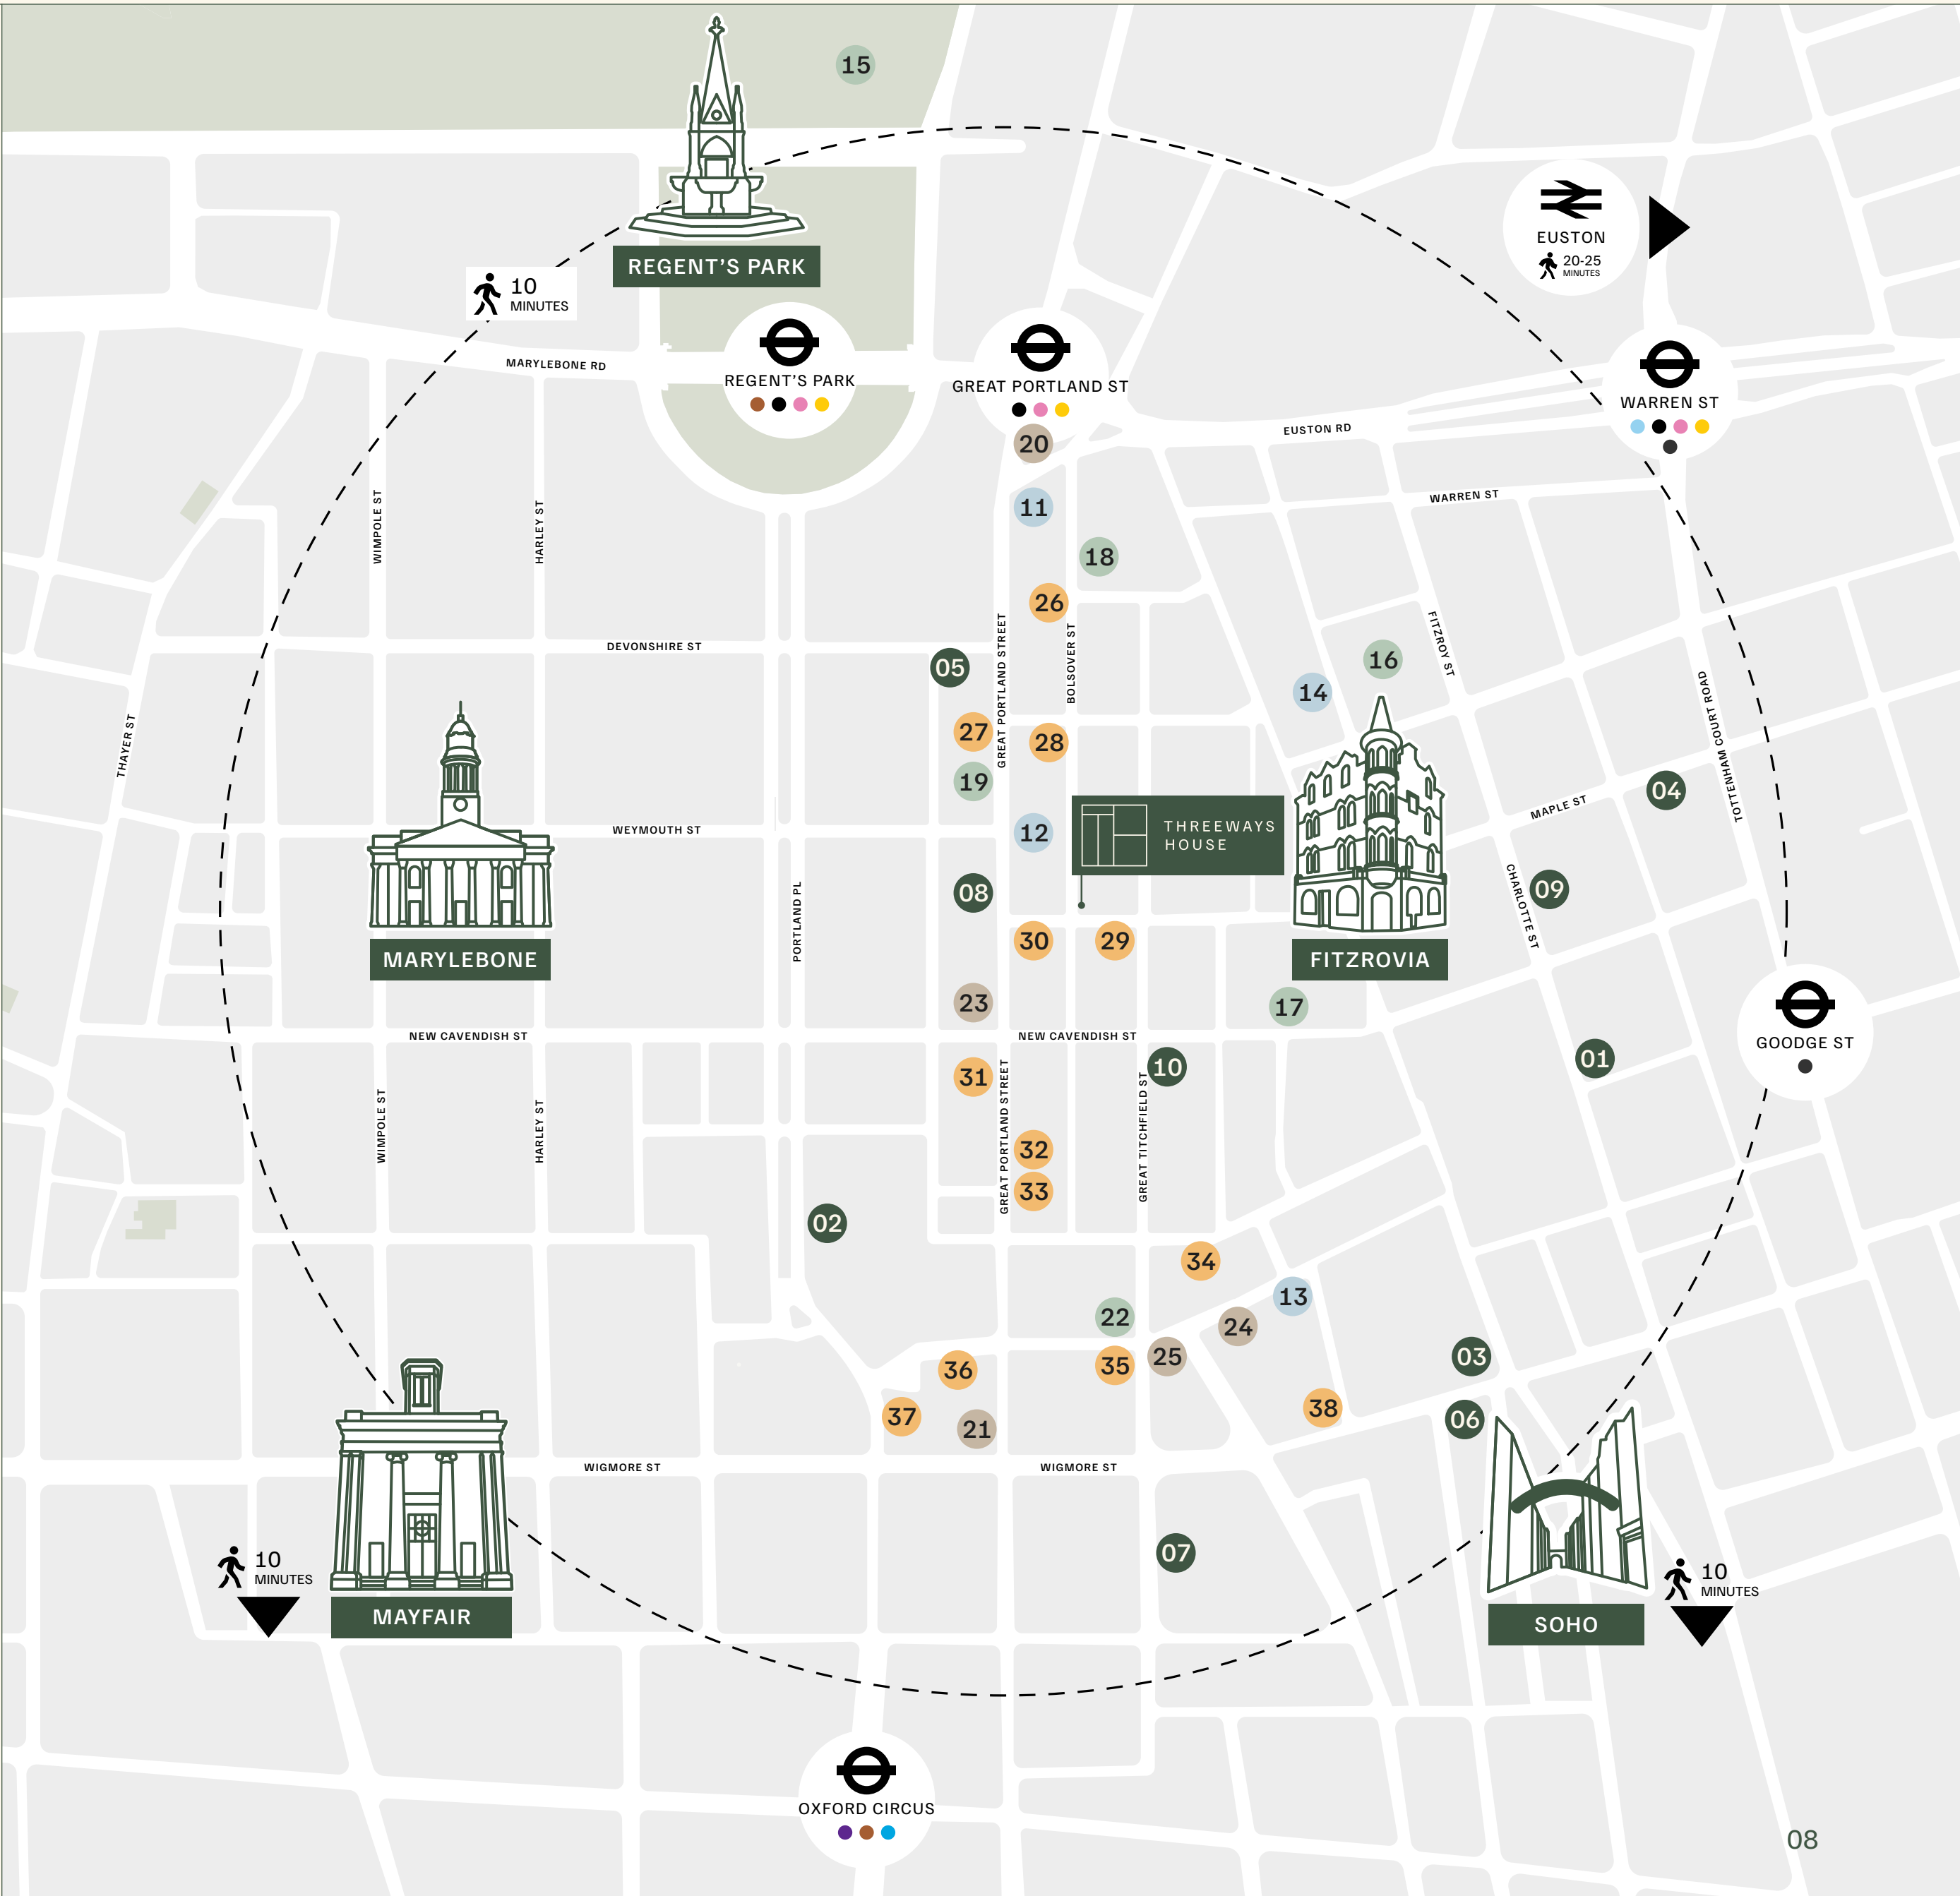 15
EUSTON
20-25
MINUTES
REGENT'S PARK
10
MINUTES
MARYLEBONE RD
REGENT'S PARK
GREAT PORTLAND ST
WARREN ST
20
EUSTON RD
WARREN ST
11
WIMPOLE ST
HARLEY ST
18
26
DEVONSHIRE ST
05
GREAT PORTLAND STREET
BOLSOVER ST
16
FITZROY ST
14
THAYER ST
27
28
TOTTENHAM COURT ROAD
19
04
MAPLE ST
WEYMOUTH ST
12
THREEWAYS
HOUSE
08
09
CHARLOTTE ST
PORTLAND PL
MARYLEBONE
30
29
FITZROVIA
23
17
NEW CAVENDISH ST
NEW CAVENDISH ST
GOODGE ST
01
10
31
WIMPOLE ST
HARLEY ST
GREAT PORTLAND STREET
GREAT TITCHFIELD ST
32
33
02
34
13
22
24
25
35
36
03
37
21
38
06
WIGMORE ST
WIGMORE ST
07
10
MINUTES
MAYFAIR
10
MINUTES
SOHO
OXFORD CIRCUS
08